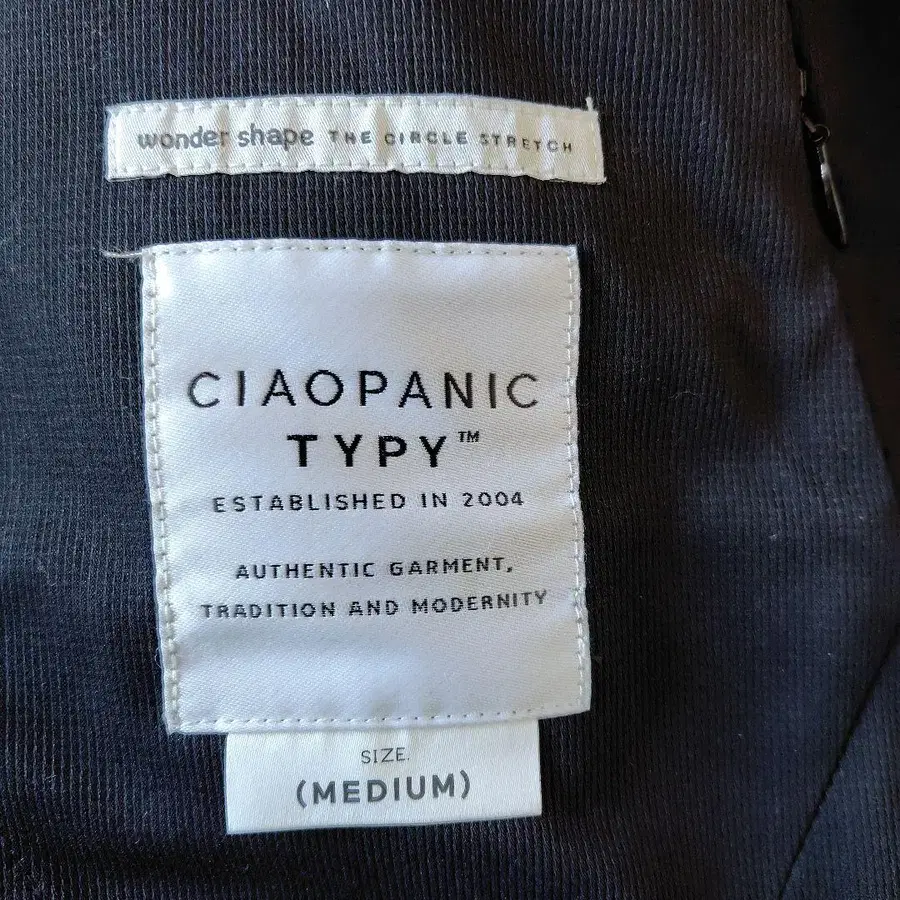 wonder shape THE CIRCLE STRETCH
CIAOPANIC
TYPY™
ESTABLISHED IN 2004
AUTHENTIC GARMENT,
TRADITION AND MODERNITY
SIZE.
(MEDIUM)